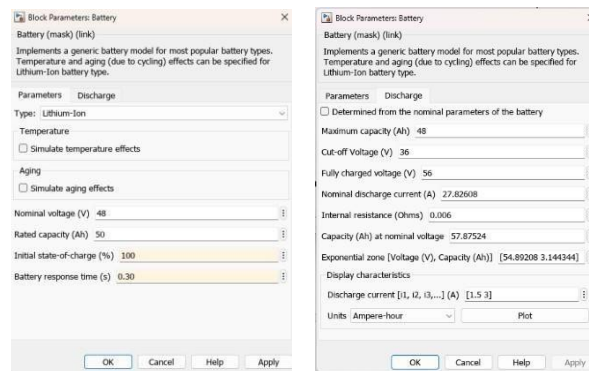 Block Parameters: Battery
Battery (mask) (link)
Implements a generic battery model for most popular battery types.
Temperature and aging (due to cycling) effects can be specified for
Lithium-Ion battery type.
Parameters Discharge
Type: Lithium-Ion
Temperature
Simulate temperature effects
Aging
Simulate aging effects
Nominal voltage (V) 48
Rated capacity (Ah) 50
Initial state-of-charge (%) 100
Battery response time (s) 0.30
OK Cancel Help Apply
Block Parameters: Battery
Battery (mask) (link)
Implements a generic battery model for most popular battery types.
Temperature and aging (due to cycling) effects can be specified for
Lithium-Ion battery type.
Parameters Discharge
Determined from the nominal parameters of the battery
Maximum capacity (Ah) 48
Cut-off Voltage (V) 36
Fully charged voltage (V) 56
Nominal discharge current (A) 27.82608
Internal resistance (Ohms) 0.006
Capacity (Ah) at nominal voltage 57.87524
Exponential zone [Voltage (V), Capacity (Ah)] [54.89208 3.144344]
Display characteristics
Discharge current [i1, i2, i3,...] (A) [1.5 3]
Units Ampere-hour Plot
OK Cancel Help Apply